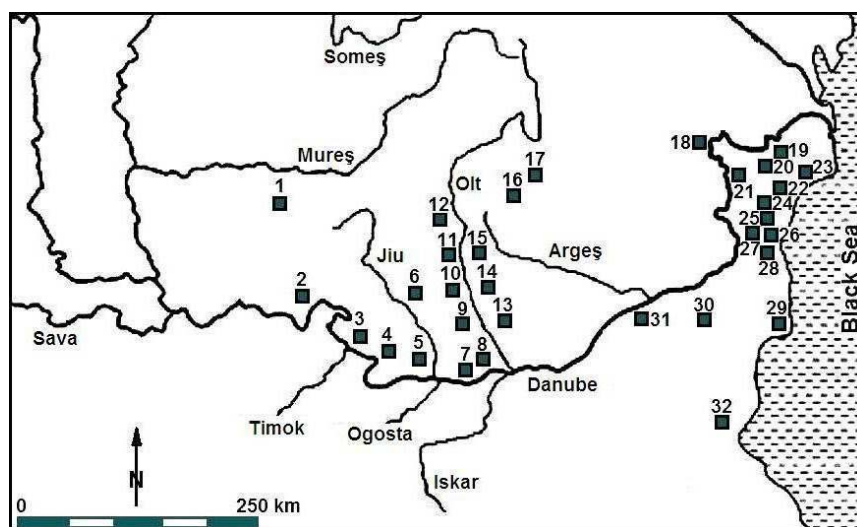 Someş
Mureş
18
19
20
23
17
21
1
16
22
Olt
24
12
25
26
11
15
27
28
Jiu
Argeş
6
10
14
2
9
13
31
30
29
3
4
5
7
8
Sava
Danube
Timok
Ogosta
Iskar
32
Black Sea
N
0
250 km